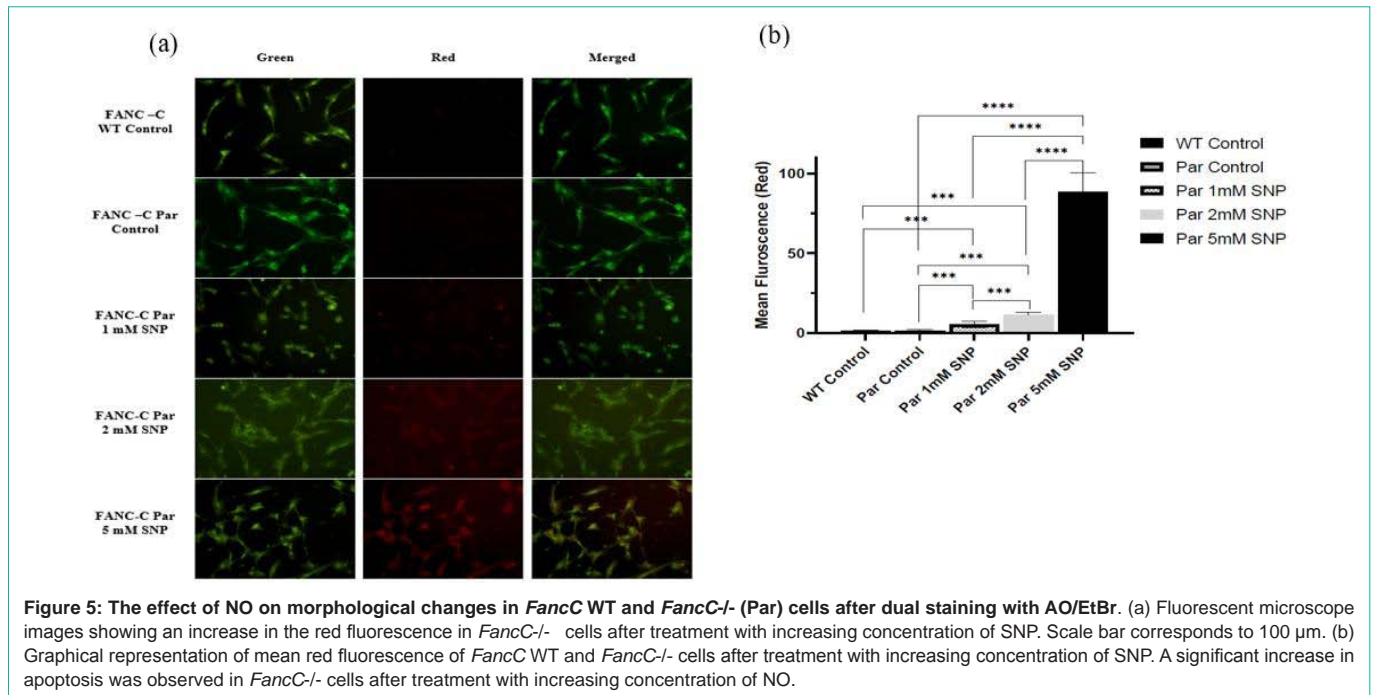 (a)
Green Red Merged
FANC –C
WT Control
FANC –C Par
Control
FANC-C Par
1 mM SNP
FANC-C Par
2 mM SNP
FANC-C Par
5 mM SNP
(b)
Mean Fluroscence (Red)
100
50
0
****
****
****
***
***
***
***
***
WT Control
Par Control
Par 1mM SNP
Par 2mM SNP
Par 5mM SNP
WT Control
Par Control
Par 1mM SNP
Par 2mM SNP
Par 5mM SNP
Figure 5: The effect of NO on morphological changes in FancC WT and FancC-/- (Par) cells after dual staining with AO/EtBr. (a) Fluorescent microscope
images showing an increase in the red fluorescence in FancC-/- cells after treatment with increasing concentration of SNP. Scale bar corresponds to 100 μm. (b)
Graphical representation of mean red fluorescence of FancC WT and FancC-/- cells after treatment with increasing concentration of SNP. A significant increase in
apoptosis was observed in FancC-/- cells after treatment with increasing concentration of NO.